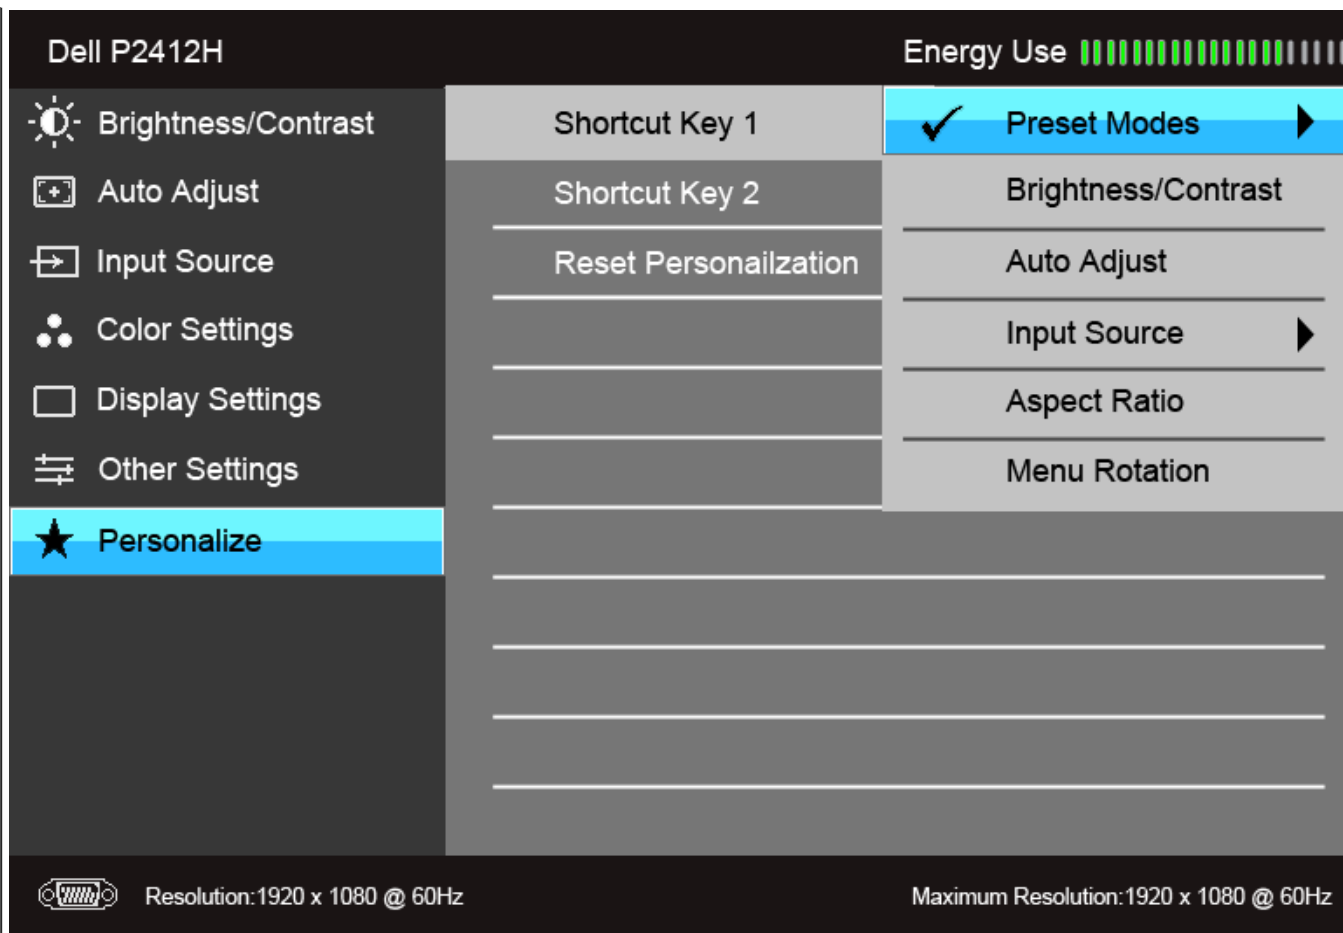 Dell P2412H
Energy Use
Brightness/Contrast
Auto Adjust
Input Source
Color Settings
Display Settings
Other Settings
Personalize
Shortcut Key 1
Shortcut Key 2
Reset Personailzation
Preset Modes
Brightness/Contrast
Auto Adjust
Input Source
Aspect Ratio
Menu Rotation
Resolution:1920 x 1080 @ 60Hz
Maximum Resolution:1920 x 1080 @ 60Hz